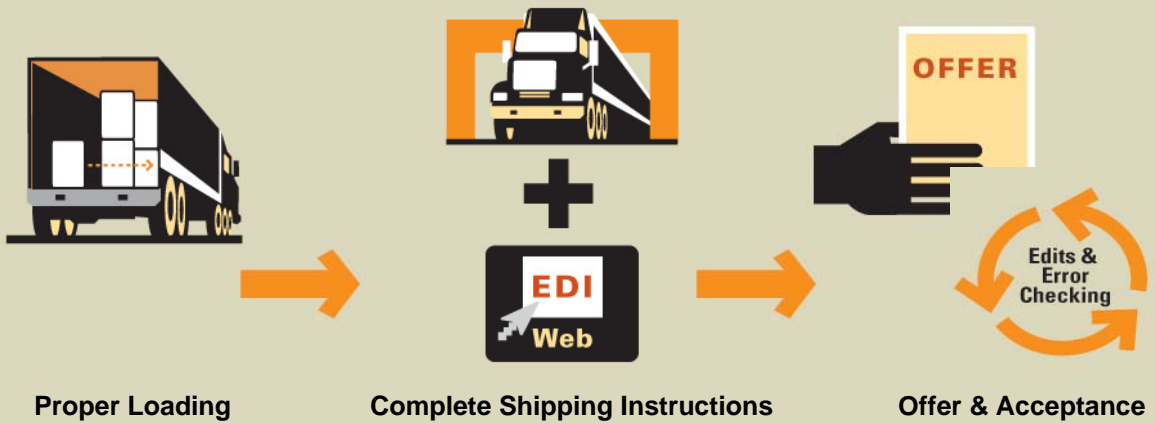 OFFER
EDI
Web
Edits &
Error
Checking
Proper Loading
Complete Shipping Instructions
Offer & Acceptance